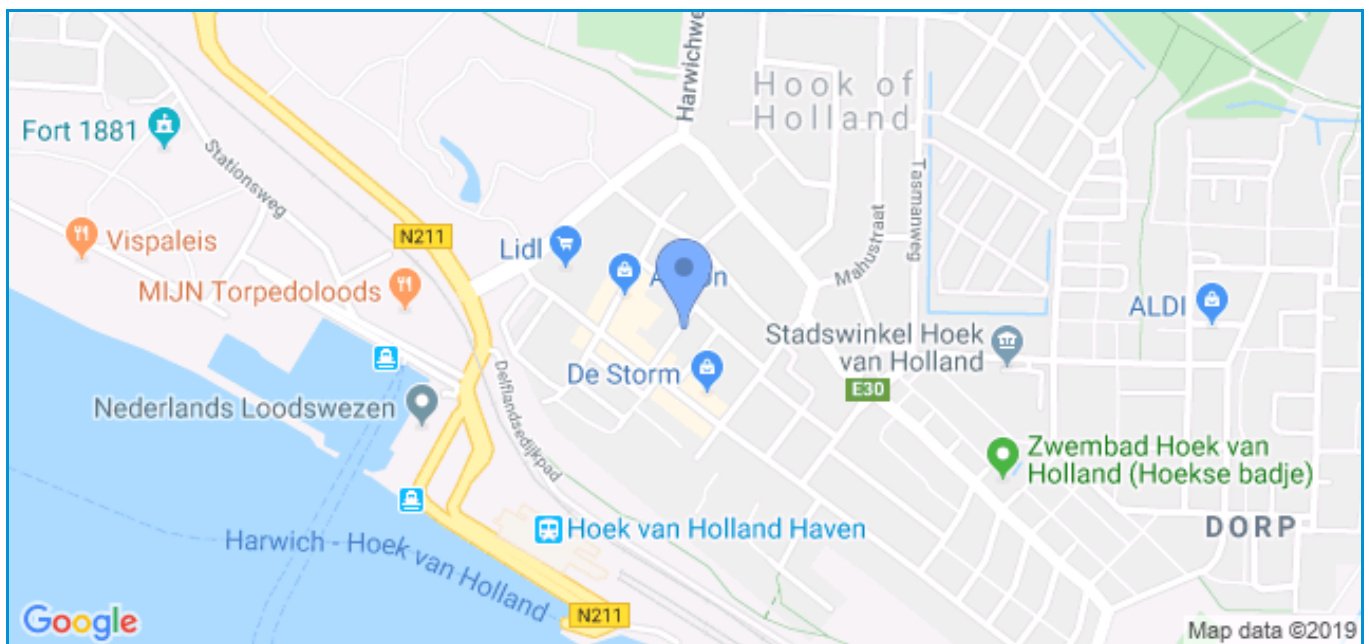 Harwichwe
Hook of
Holland
Fort 1881
Stationsweg
Tasmanweg
N211
Vispaleis
Lidl
Mahustraat
MIJN Torpedoloods
ALDI
Stadswinkel Hoek
van Holland
De Storm
E30
Nederlands Loodswezen
Delflandsedijkpad
Zwembad Hoek van
Holland (Hoekse badje)
Hoek van Holland Haven
DORP
Harwich - Hoek van Holland
N211
Google
Map data ©2019